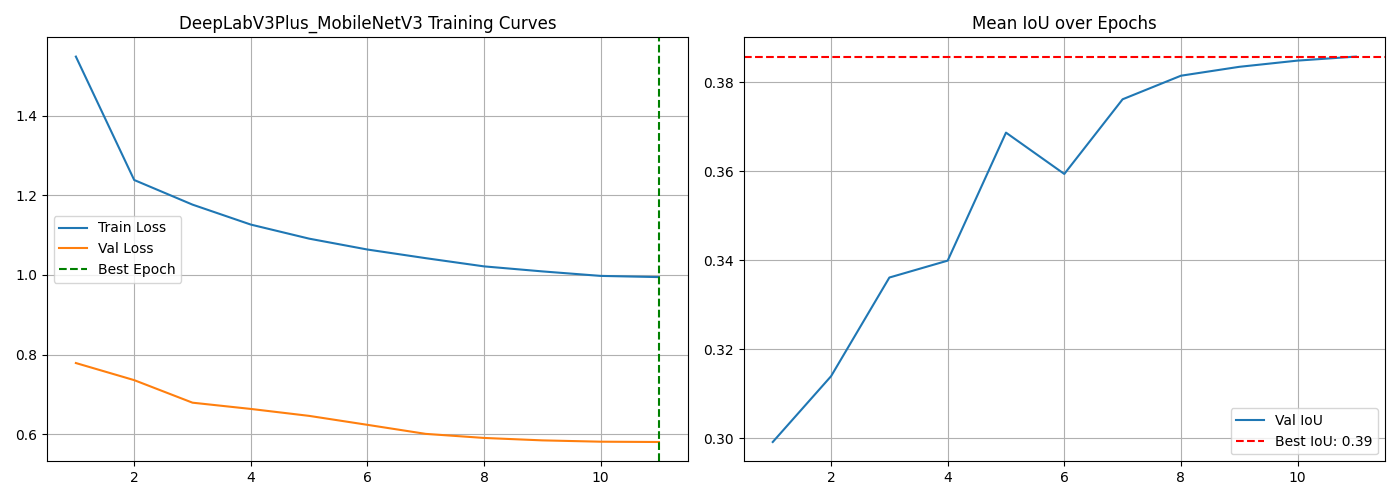 DeepLabV3Plus_MobileNetV3 Training Curves
1.4
1.2
1.0
0.8
0.6
Train Loss
Val Loss
Best Epoch
2
4
6
8
10
Mean IoU over Epochs
0.38
0.36
0.34
0.32
0.30
Val IoU
Best IoU: 0.39
2
4
6
8
10